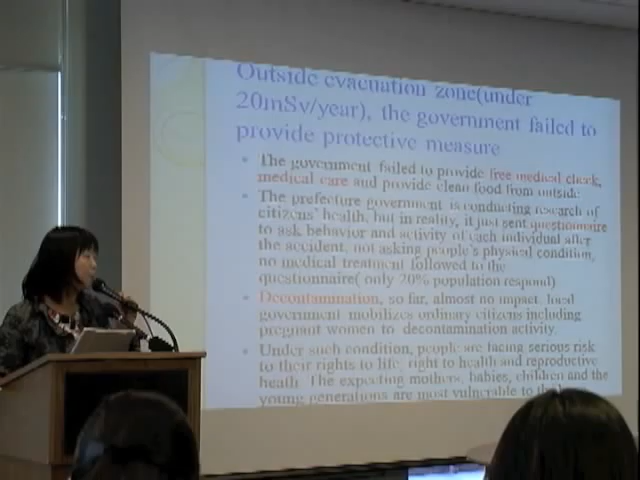 Outside evacuation zone(under
20mSv/year), the government failed to
provide protective measure
• The government failed to provide free medical check,
medical care and provide clean food from outside
• The prefecture government is conducting research of
citizens' health, but in reality, it just sent questionnaire
to ask behavior and activity of each individual after
the accident, not asking people's physical condition,
no medical treatment followed to the
questionnaire( only 20% population respond)
• Decontamination, so far, almost no impact. local
government mobilizes ordinary citizens including
pregnant women to decontamination activity.
• Under such condition, people are facing serious risk
to their rights to life, right to health and reproductive
heath. The expecting mothers, babies, children and the
young generations are most vulnerable to the